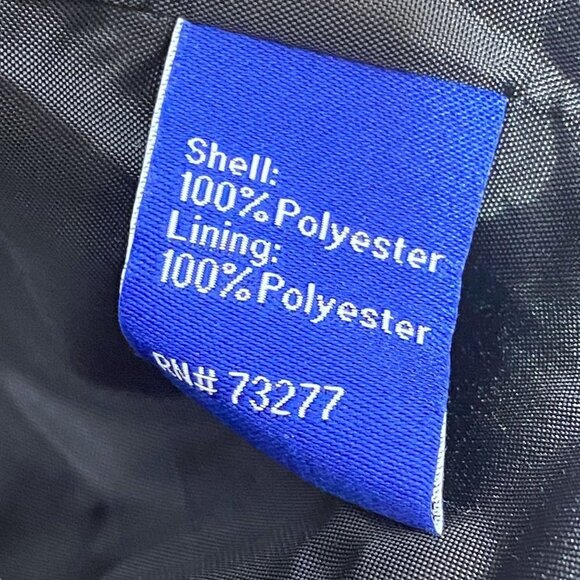 Shell:
100% Polyester
Lining:
100% Polyester
RN# 73277